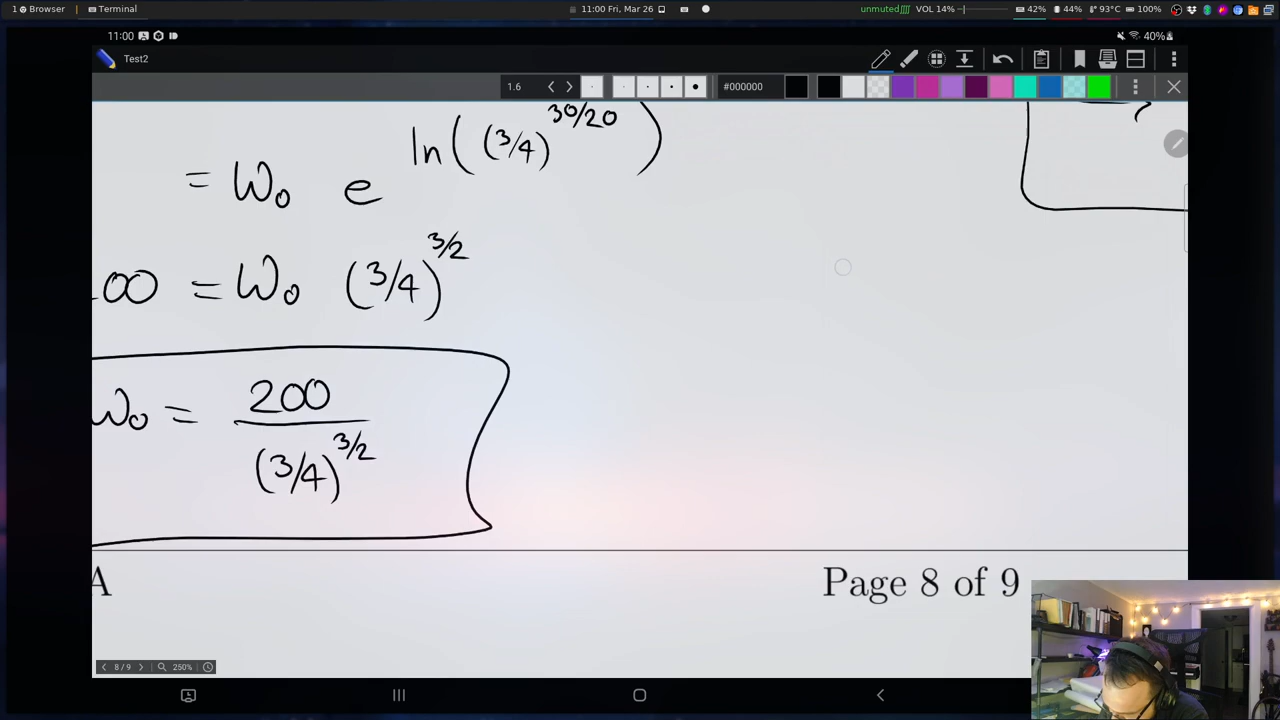 1 Browser Terminal 11:00 Fri, Mar 26 unmuted VOL 14% 42% 44% 93°C 100%
11:00 40%
Test2
1.6 #000000
= W₀ e^ln((3/4)^30/20)
200 = W₀ (3/4)^3/2
W₀ = 200 / (3/4)^3/2
A Page 8 of 9
8 / 9 250%